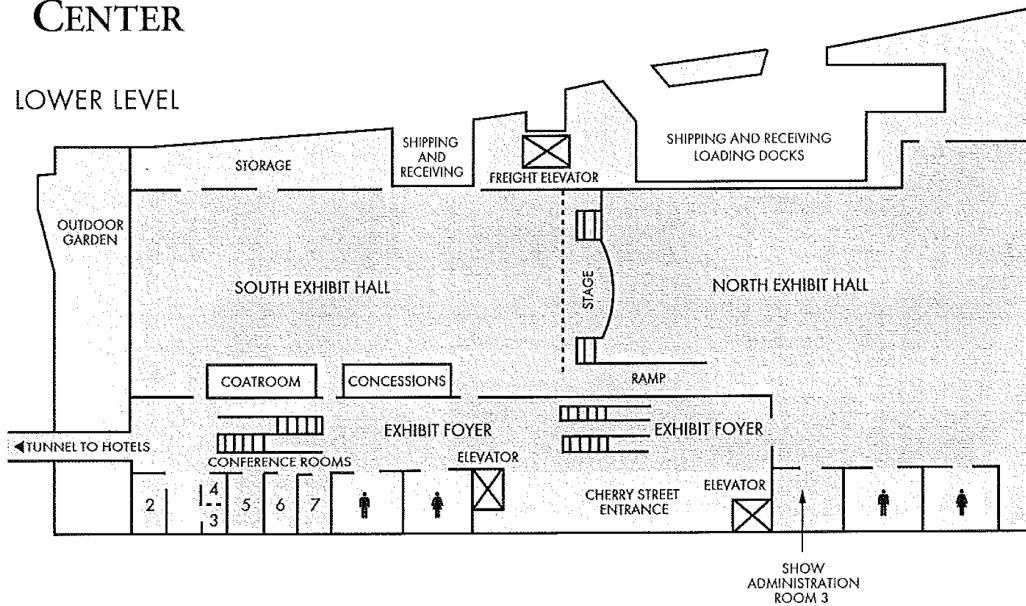 CENTER
LOWER LEVEL
STORAGE
SHIPPING
AND
RECEIVING
FREIGHT ELEVATOR
SHIPPING AND RECEIVING
LOADING DOCKS
OUTDOOR
GARDEN
SOUTH EXHIBIT HALL
STAGE
NORTH EXHIBIT HALL
COATROOM
CONCESSIONS
RAMP
EXHIBIT FOYER
EXHIBIT FOYER
TUNNEL TO HOTELS
CONFERENCE ROOMS
ELEVATOR
2
4
3
5
6
7
CHERRY STREET
ENTRANCE
ELEVATOR
SHOW
ADMINISTRATION
ROOM 3